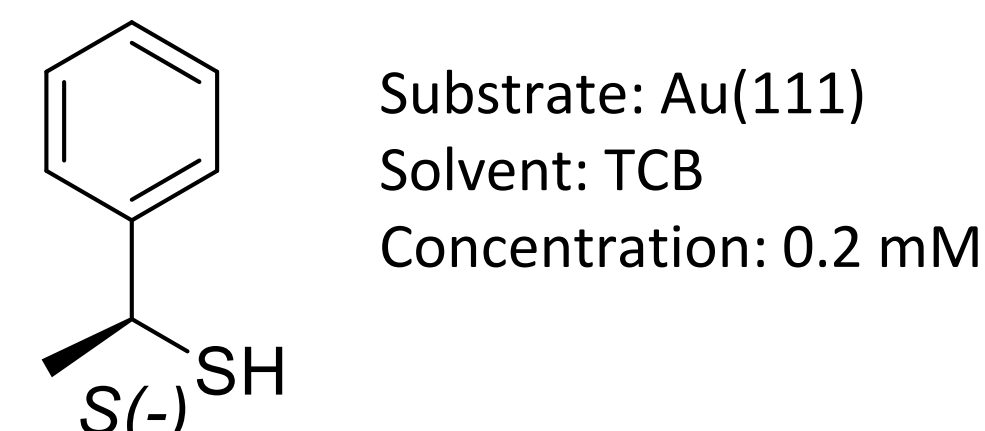 Substrate: Au(111)
Solvent: TCB
Concentration: 0.2 mM
SH
S(-)